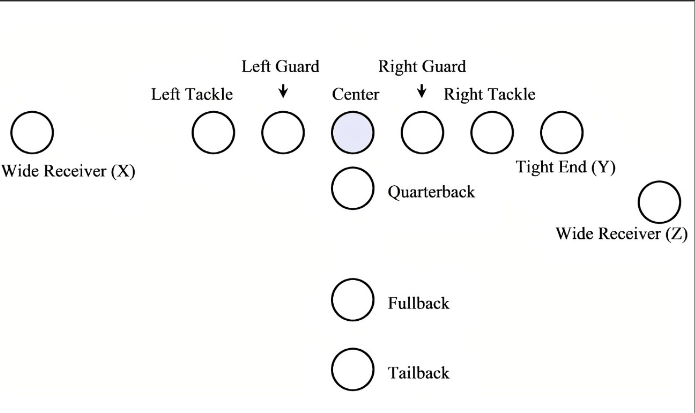 Left Guard
Right Guard
Left Tackle
Center
Right Tackle
Wide Receiver (X)
Tight End (Y)
Quarterback
Wide Receiver (Z)
Fullback
Tailback